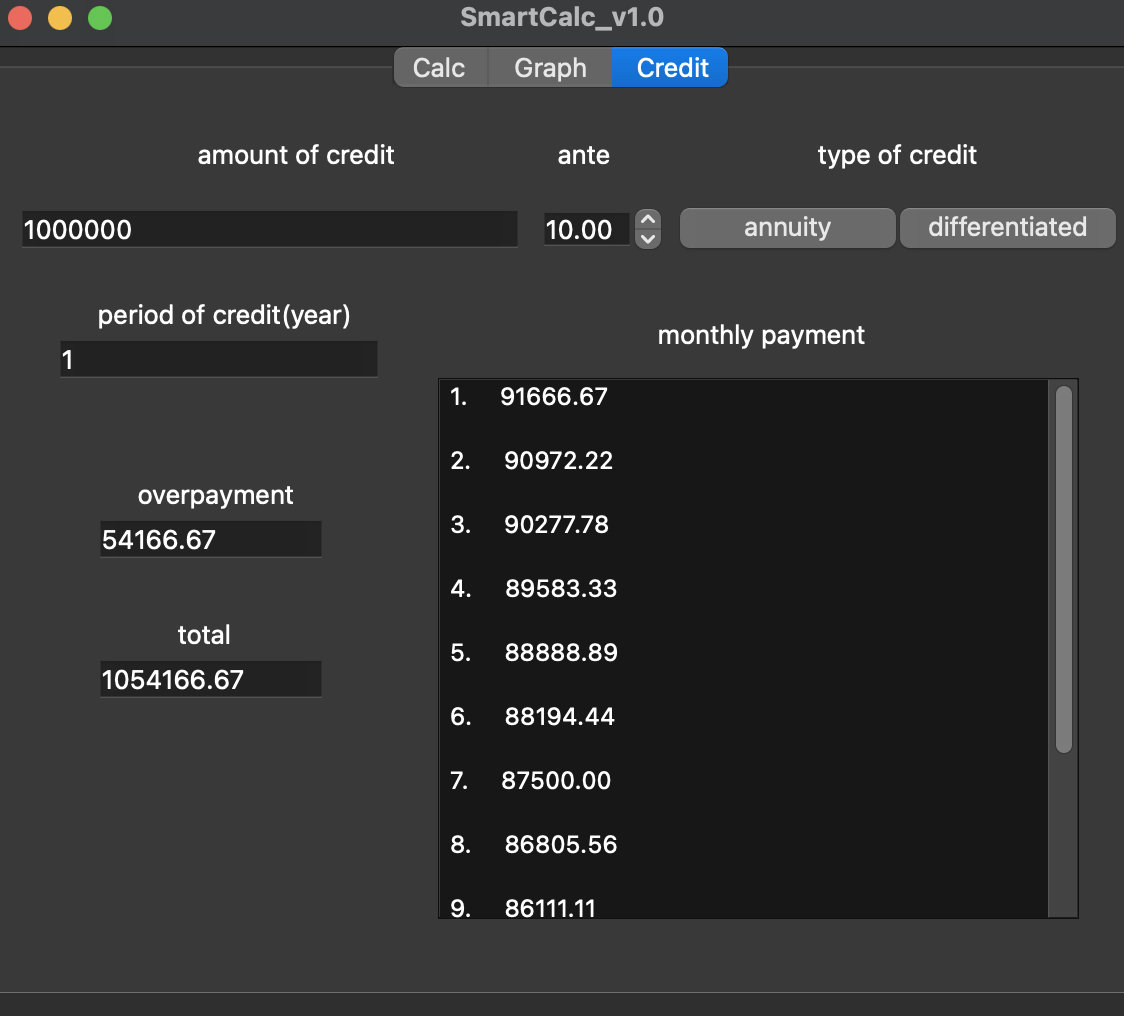 SmartCalc_v1.0
Calc Graph Credit
amount of credit ante type of credit
1000000 10.00 annuity differentiated
period of credit(year)
1
monthly payment
1. 91666.67
2. 90972.22
3. 90277.78
4. 89583.33
5. 88888.89
6. 88194.44
7. 87500.00
8. 86805.56
9. 86111.11
overpayment
54166.67
total
1054166.67